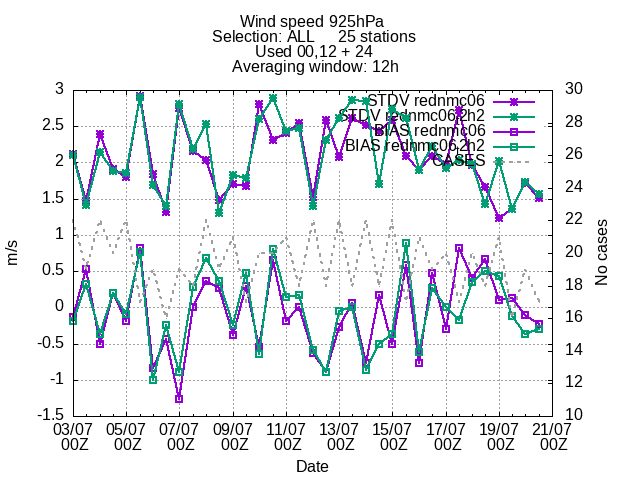 Wind speed 925hPa
Selection: ALL 25 stations
Used 00,12 + 24
Averaging window: 12h
STDV rednmc06
STDV rednmc06h2h2
BIAS rednmc06
BIAS rednmc06h2h2
CASES
3
2.5
2
1.5
1
0.5
0
-0.5
-1
-1.5
m/s
30
28
26
24
22
20
18
16
14
12
10
No cases
03/07 05/07 07/07 09/07 11/07 13/07 15/07 17/07 19/07 21/07
00Z 00Z 00Z 00Z 00Z 00Z 00Z 00Z 00Z 00Z
Date